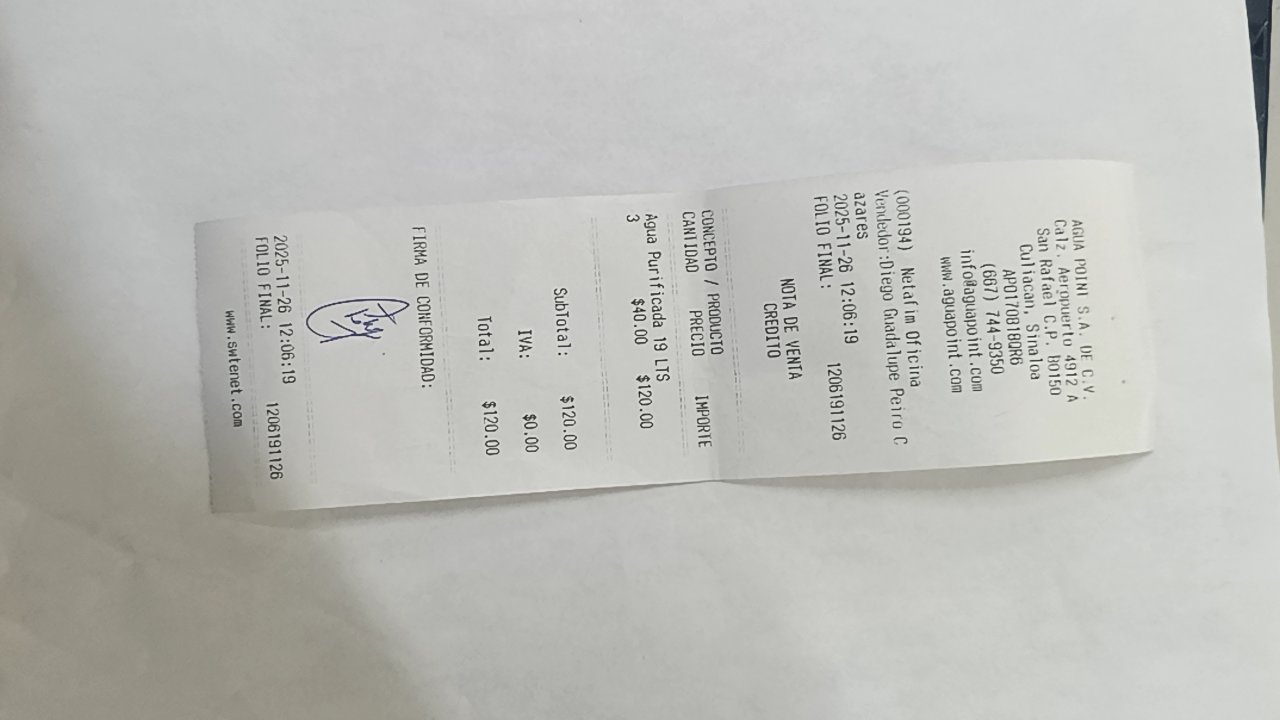 AGUA POINT S.A. DE C.V.
Calz. Aeropuerto 4912 A
San Rafael C.P. 80150
Culiacan, Sinaloa
APO170818QR6
(667) 744-9350
info@aguapoint.com
www.aguapoint.com
(000194) Netafim Oficina
Vendedor:Diego Guadalupe Peiro C
azares
2025-11-26 12:06:19
FOLIO FINAL: 1206191126
NOTA DE VENTA
CREDITO
CONCEPTO / PRODUCTO
CANTIDAD PRECIO IMPORTE
Agua Purificada 19 LTS
3 $40.00 $120.00
SubTotal: $120.00
IVA: $0.00
Total: $120.00
FIRMA DE CONFORMIDAD:
2025-11-26 12:06:19
FOLIO FINAL: 1206191126
www.swtenet.com